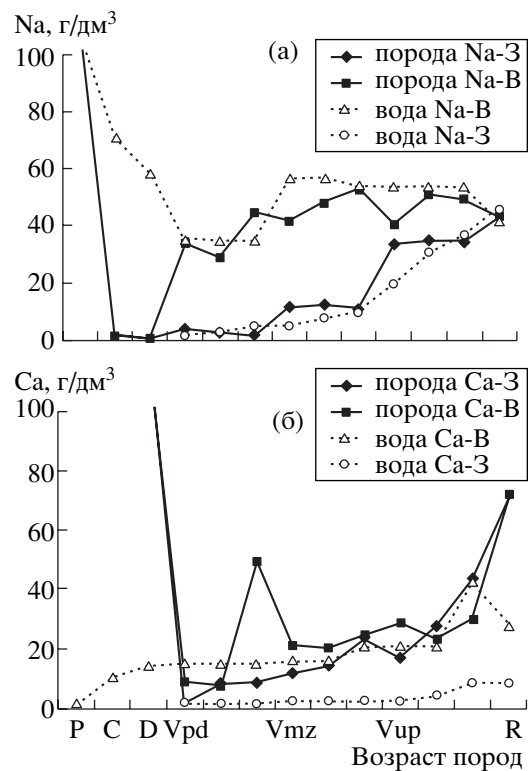 Na, г/дм³
(а)
порода Na-З
порода Na-В
вода Na-В
вода Na-З
100
80
60
40
20
0
Ca, г/дм³
(б)
порода Ca-З
порода Ca-В
вода Ca-В
вода Ca-З
100
80
60
40
20
0
P C D Vpd Vmz Vup R
Возраст пород